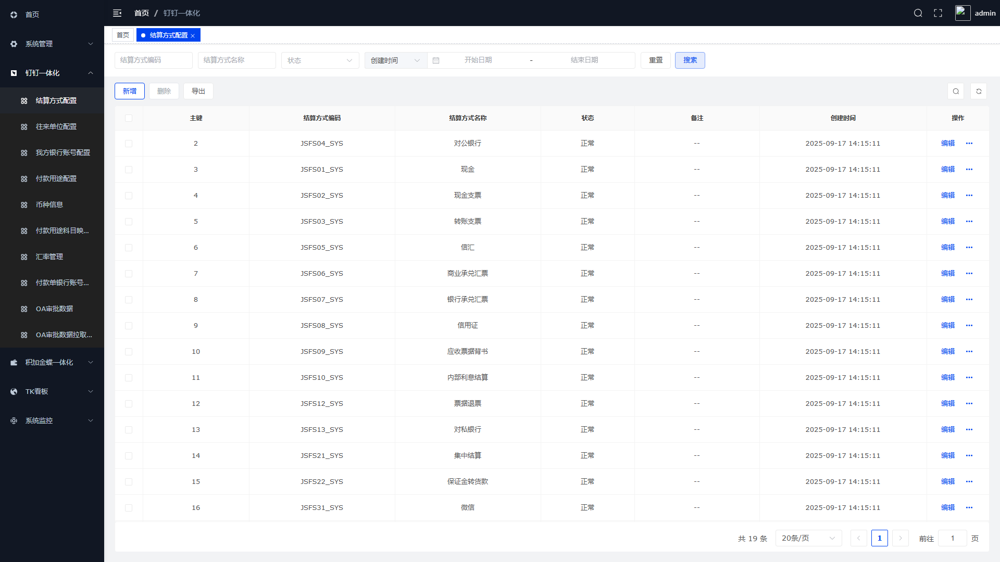 首页
系统管理
钉钉一体化
结算方式配置
往来单位配置
我方银行账号配置
付款用途配置
币种信息
付款用途科目映...
汇率管理
付款单银行账号...
OA审批数据
OA审批数据拉取...
积加金蝶一体化
TK看板
系统监控
首页 / 钉钉一体化
admin
首页 结算方式配置
结算方式编码 结算方式名称 状态 创建时间 开始日期 - 结束日期 重置 搜索
新增 删除 导出
主键 结算方式编码 结算方式名称 状态 备注 创建时间 操作
2 JSFS04_SYS 对公银行 正常 -- 2025-09-17 14:15:11 编辑 ···
3 JSFS01_SYS 现金 正常 -- 2025-09-17 14:15:11 编辑 ···
4 JSFS02_SYS 现金支票 正常 -- 2025-09-17 14:15:11 编辑 ···
5 JSFS03_SYS 转账支票 正常 -- 2025-09-17 14:15:11 编辑 ···
6 JSFS05_SYS 信汇 正常 -- 2025-09-17 14:15:11 编辑 ···
7 JSFS06_SYS 商业承兑汇票 正常 -- 2025-09-17 14:15:11 编辑 ···
8 JSFS07_SYS 银行承兑汇票 正常 -- 2025-09-17 14:15:11 编辑 ···
9 JSFS08_SYS 信用证 正常 -- 2025-09-17 14:15:11 编辑 ···
10 JSFS09_SYS 应收票据背书 正常 -- 2025-09-17 14:15:11 编辑 ···
11 JSFS10_SYS 内部利息结算 正常 -- 2025-09-17 14:15:11 编辑 ···
12 JSFS12_SYS 票据退票 正常 -- 2025-09-17 14:15:11 编辑 ···
13 JSFS13_SYS 对私银行 正常 -- 2025-09-17 14:15:11 编辑 ···
14 JSFS21_SYS 集中结算 正常 -- 2025-09-17 14:15:11 编辑 ···
15 JSFS22_SYS 保证金转货款 正常 -- 2025-09-17 14:15:11 编辑 ···
16 JSFS31_SYS 微信 正常 -- 2025-09-17 14:15:11 编辑 ···
共 19 条 20条/页 1 前往 1 页